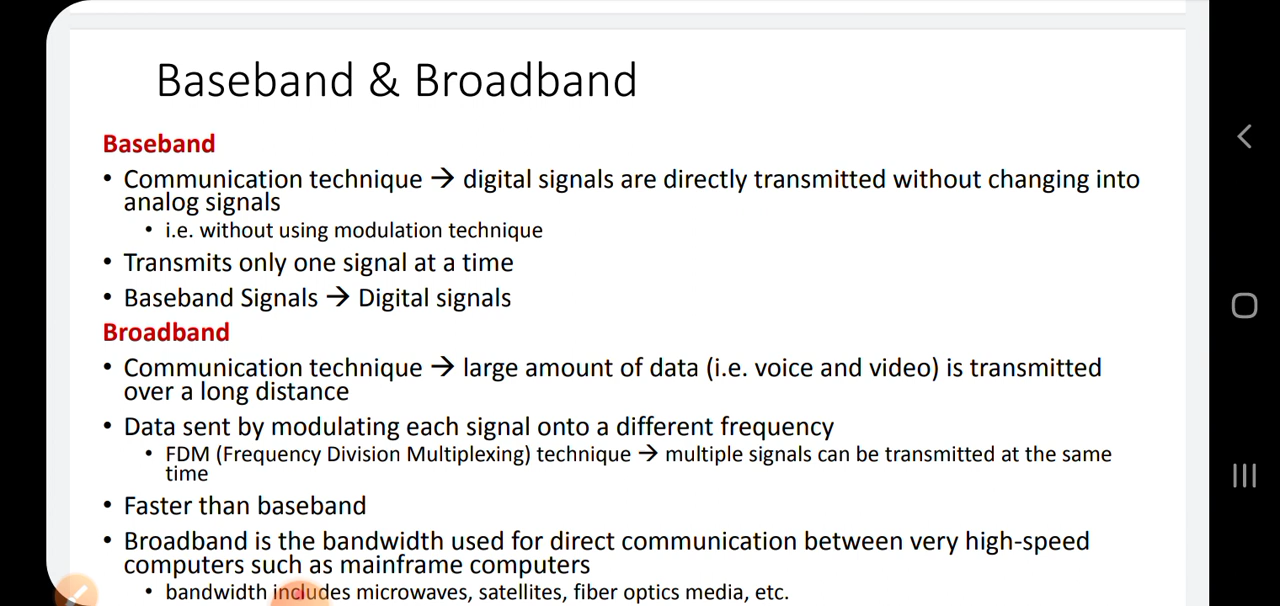 Baseband & Broadband
Baseband
• Communication technique → digital signals are directly transmitted without changing into
analog signals
• i.e. without using modulation technique
• Transmits only one signal at a time
• Baseband Signals → Digital signals
Broadband
• Communication technique → large amount of data (i.e. voice and video) is transmitted
over a long distance
• Data sent by modulating each signal onto a different frequency
• FDM (Frequency Division Multiplexing) technique → multiple signals can be transmitted at the same
time
• Faster than baseband
• Broadband is the bandwidth used for direct communication between very high-speed
computers such as mainframe computers
• bandwidth includes microwaves, satellites, fiber optics media, etc.